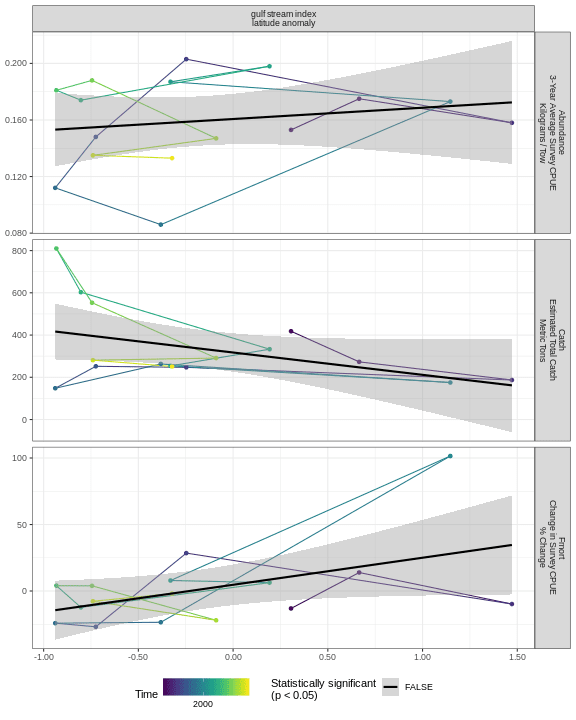 gulf stream index
latitude anomaly
0.200
0.160
0.120
0.080
Abundance
3-Year Average Survey CPUE
Kilograms / Tow
800
600
400
200
0
Catch
Estimated Total Catch
Metric Tons
100
50
0
Fmort
Change in Survey CPUE
% Change
-1.00 -0.50 0.00 0.50 1.00 1.50
Time
2000
Statistically significant
(p < 0.05)
FALSE